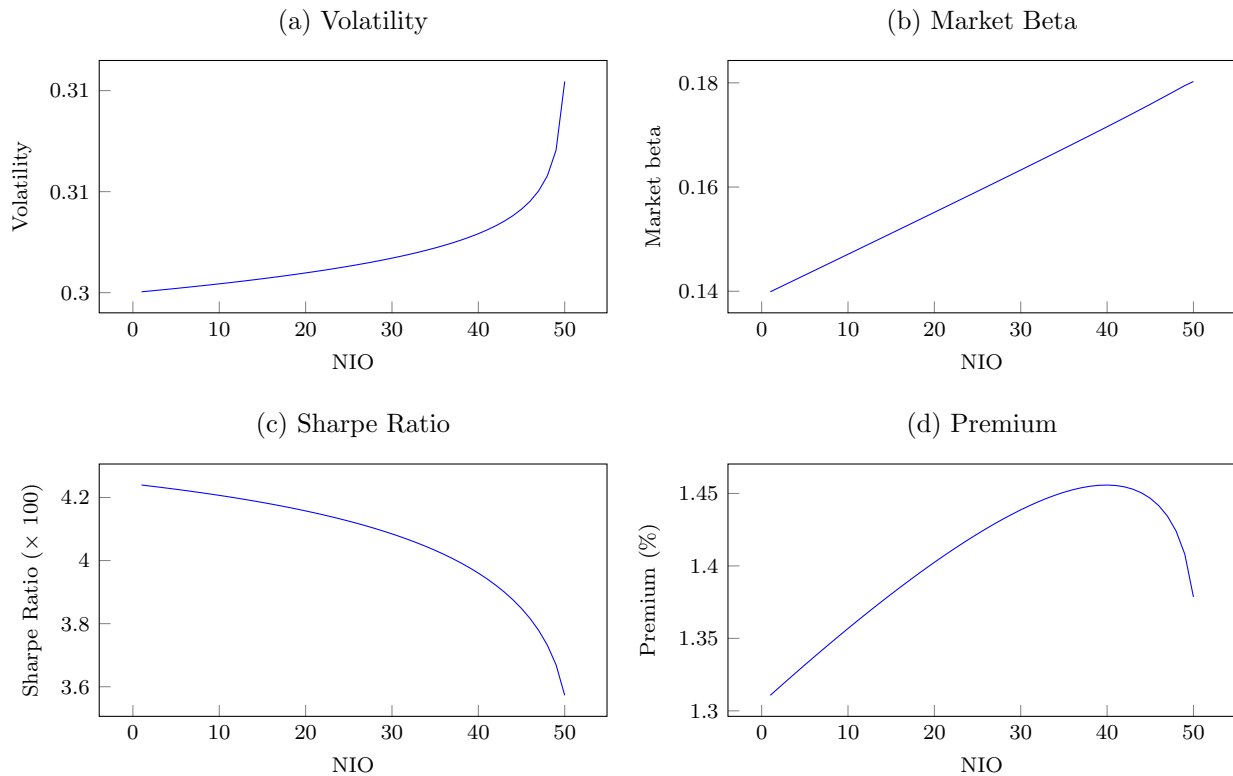 (a) Volatility
0.31
0.31
0.3
Volatility
0 10 20 30 40 50
NIO
(b) Market Beta
0.18
0.16
0.14
Market beta
0 10 20 30 40 50
NIO
(c) Sharpe Ratio
4.2
4
3.8
3.6
Sharpe Ratio (× 100)
0 10 20 30 40 50
NIO
(d) Premium
1.45
1.4
1.35
1.3
Premium (%)
0 10 20 30 40 50
NIO